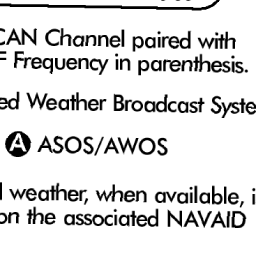 CAN Channel paired with
F Frequency in parenthesis.
ed Weather Broadcast Syste
A ASOS/AWOS
weather, when available, i
on the associated NAVAID